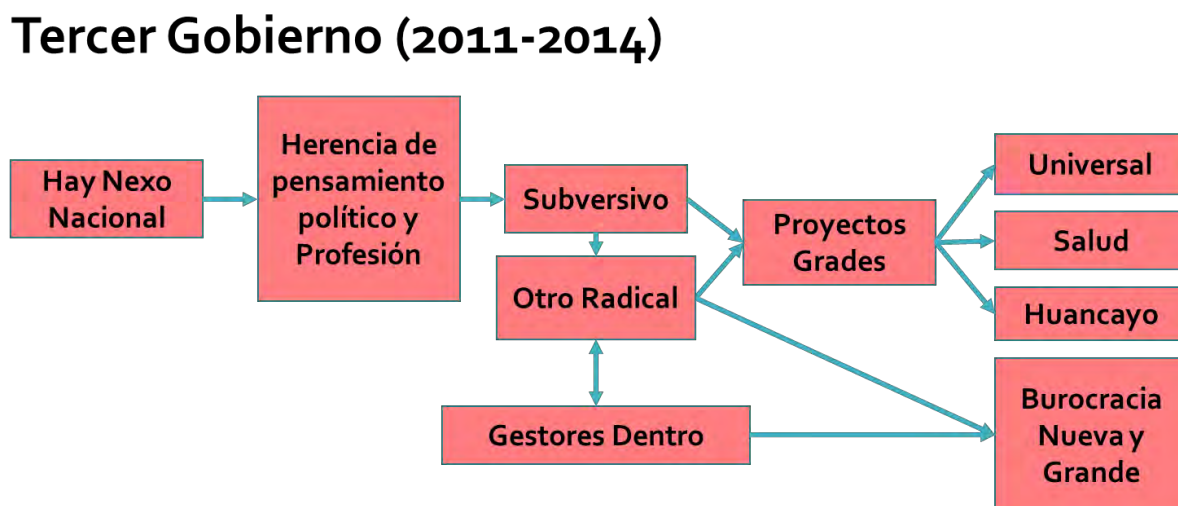 Tercer Gobierno (2011-2014)
Hay Nexo
Nacional
Herencia de
pensamiento
político y
Profesión
Subversivo
Otro Radical
Gestores Dentro
Proyectos
Grades
Universal
Salud
Huancayo
Burocracia
Nueva y
Grande